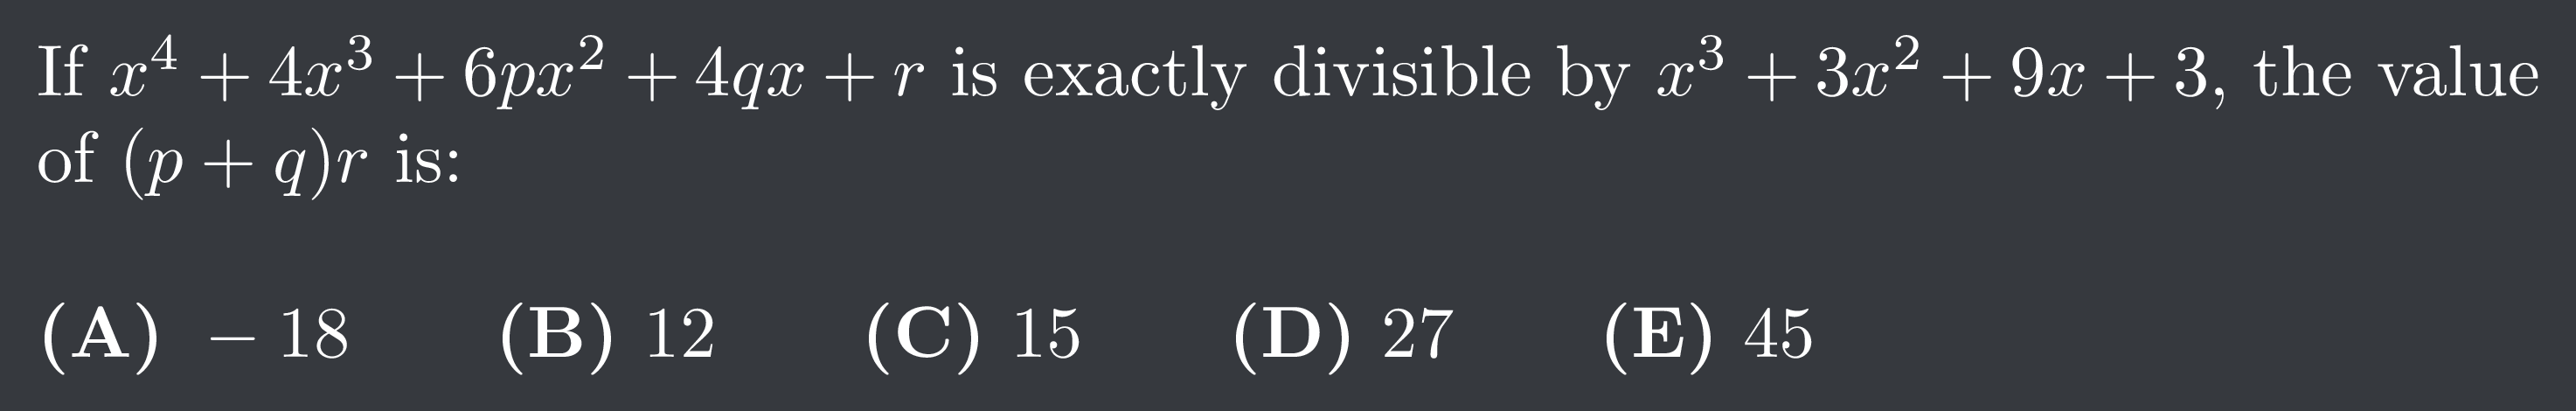 If $x^4 + 4x^3 + 6px^2 + 4qx + r$ is exactly divisible by $x^3 + 3x^2 + 9x + 3$, the value
of $(p + q)r$ is:
(A) $-18$ (B) 12 (C) 15 (D) 27 (E) 45